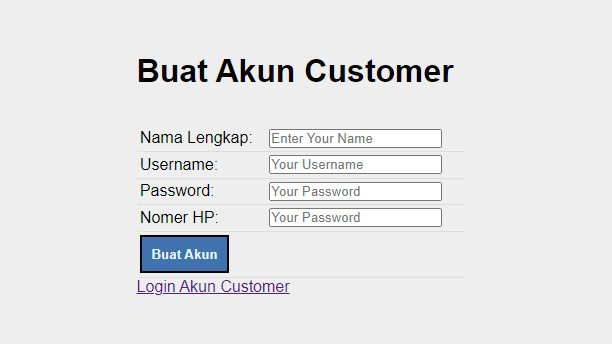 Buat Akun Customer
Nama Lengkap: Enter Your Name
Username: Your Username
Password: Your Password
Nomer HP: Your Password
Buat Akun
Login Akun Customer